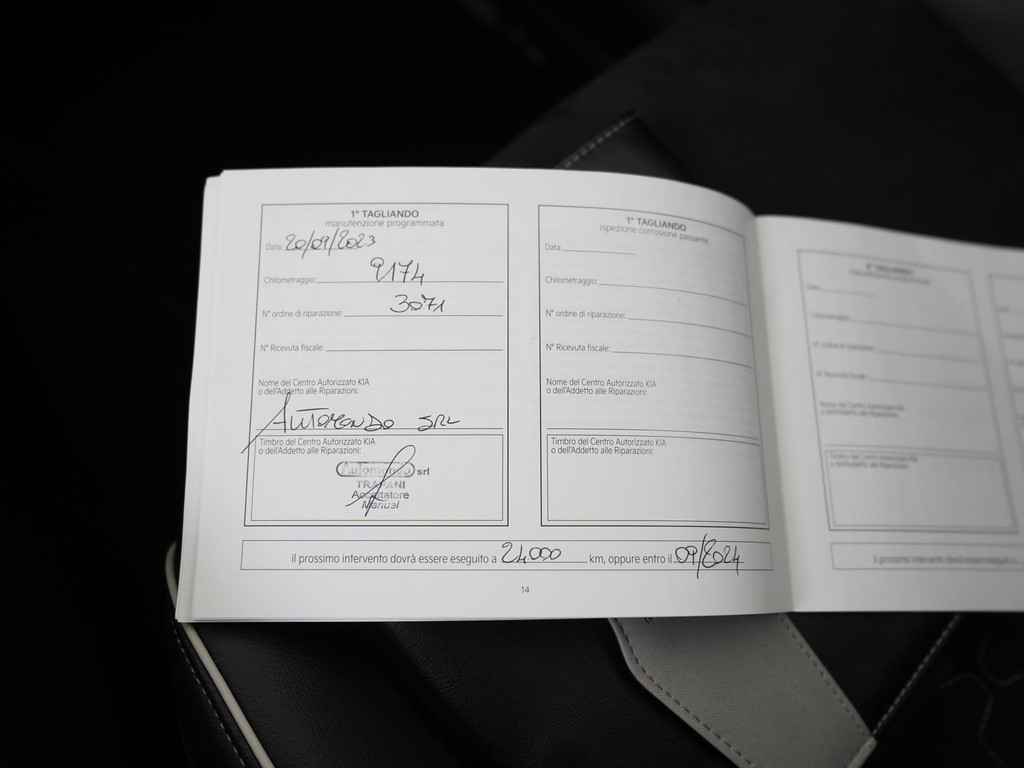 1° TAGLIANDO
manutenzione programmata
Data 20/09/2023
Chilometraggio: 9174
N° ordine di riparazione: 3071
N° Ricevuta fiscale:
Nome del Centro Autorizzato KIA
o dell'Addetto alle Riparazioni:
AUTOMONDO SRL
Timbro del Centro Autorizzato KIA
o dell'Addetto alle Riparazioni:
Automondo srl
TRAPANI
Accettatore
Manual
1° TAGLIANDO
ispezione corrosione passante
Data
Chilometraggio:
N° ordine di riparazione:
N° Ricevuta fiscale:
Nome del Centro Autorizzato KIA
o dell'Addetto alle Riparazioni:
Timbro del Centro Autorizzato KIA
o dell'Addetto alle Riparazioni:
Il prossimo intervento dovrà essere eseguito a 24000 km, oppure entro il 09/2024
14